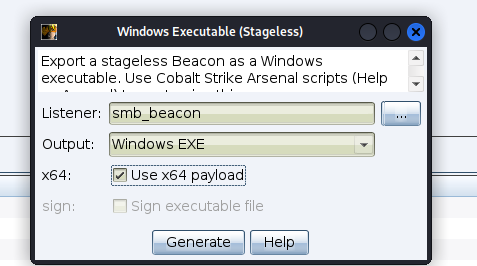 Windows Executable (Stageless)
Export a stageless Beacon as a Windows
executable. Use Cobalt Strike Arsenal scripts (Help
Listener: smb_beacon ...
Output: Windows EXE
x64: Use x64 payload
sign: Sign executable file
Generate Help